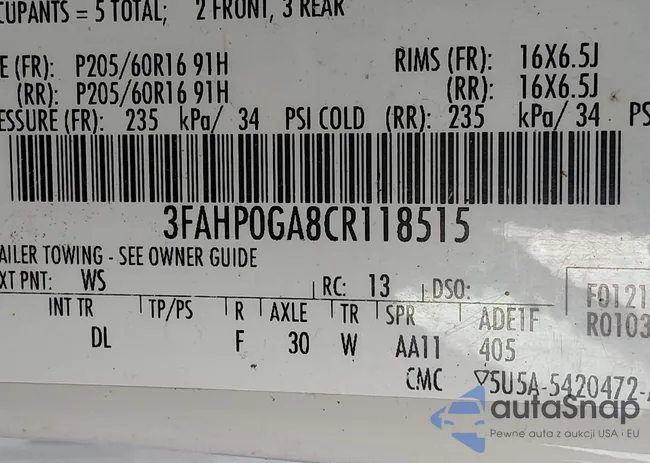 CUPANTS = 5 TOTAL; 2 FRONT, 3 REAR
E (FR): P205/60R16 91H RIMS (FR): 16X6.5J
(RR): P205/60R16 91H (RR): 16X6.5J
ESSURE (FR): 235 kPa/ 34 PSI COLD (RR): 235 kPa/ 34 PS
3FAHP0GA8CR118515
AILER TOWING - SEE OWNER GUIDE
XT PNT: WS RC: 13 DSO: F0121
INT TR TP/PS R AXLE TR SPR ADE1F R0103
DL F 30 W AA11 405
CMC 5U5A-5420472-
autaSnap
Pewne auta z aukcji USA i EU